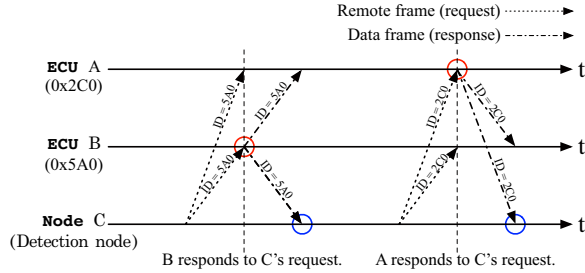 Remote frame (request)
Data frame (response)
ECU A
(0x2C0)
t
ID = 5A0
ID = 5A0
ID = 2C0
ID = 2C0
ECU B
(0x5A0)
t
ID = 5A0
ID = 5A0
ID = 2C0
ID = 2C0
Node C
(Detection node)
t
B responds to C's request.
A responds to C's request.